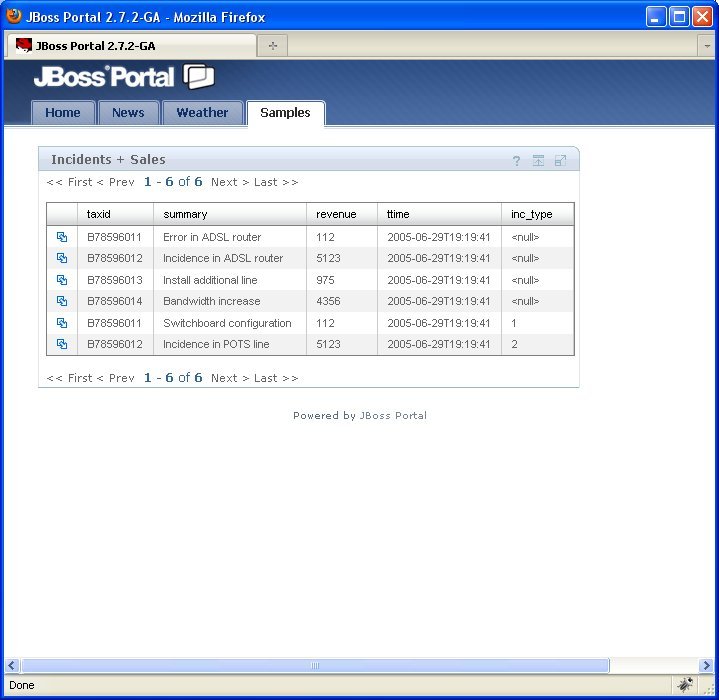 JBoss Portal 2.7.2-GA - Mozilla Firefox
JBoss Portal 2.7.2-GA
JBoss Portal
Home News Weather Samples
Incidents + Sales ?
<< First < Prev 1 - 6 of 6 Next > Last >>
taxid summary revenue ttime inc_type
B78596011 Error in ADSL router 112 2005-06-29T19:19:41 <null>
B78596012 Incidence in ADSL router 5123 2005-06-29T19:19:41 <null>
B78596013 Install additional line 975 2005-06-29T19:19:41 <null>
B78596014 Bandwidth increase 4356 2005-06-29T19:19:41 <null>
B78596011 Switchboard configuration 112 2005-06-29T19:19:41 1
B78596012 Incidence in POTS line 5123 2005-06-29T19:19:41 2
<< First < Prev 1 - 6 of 6 Next > Last >>
Powered by JBoss Portal
Done